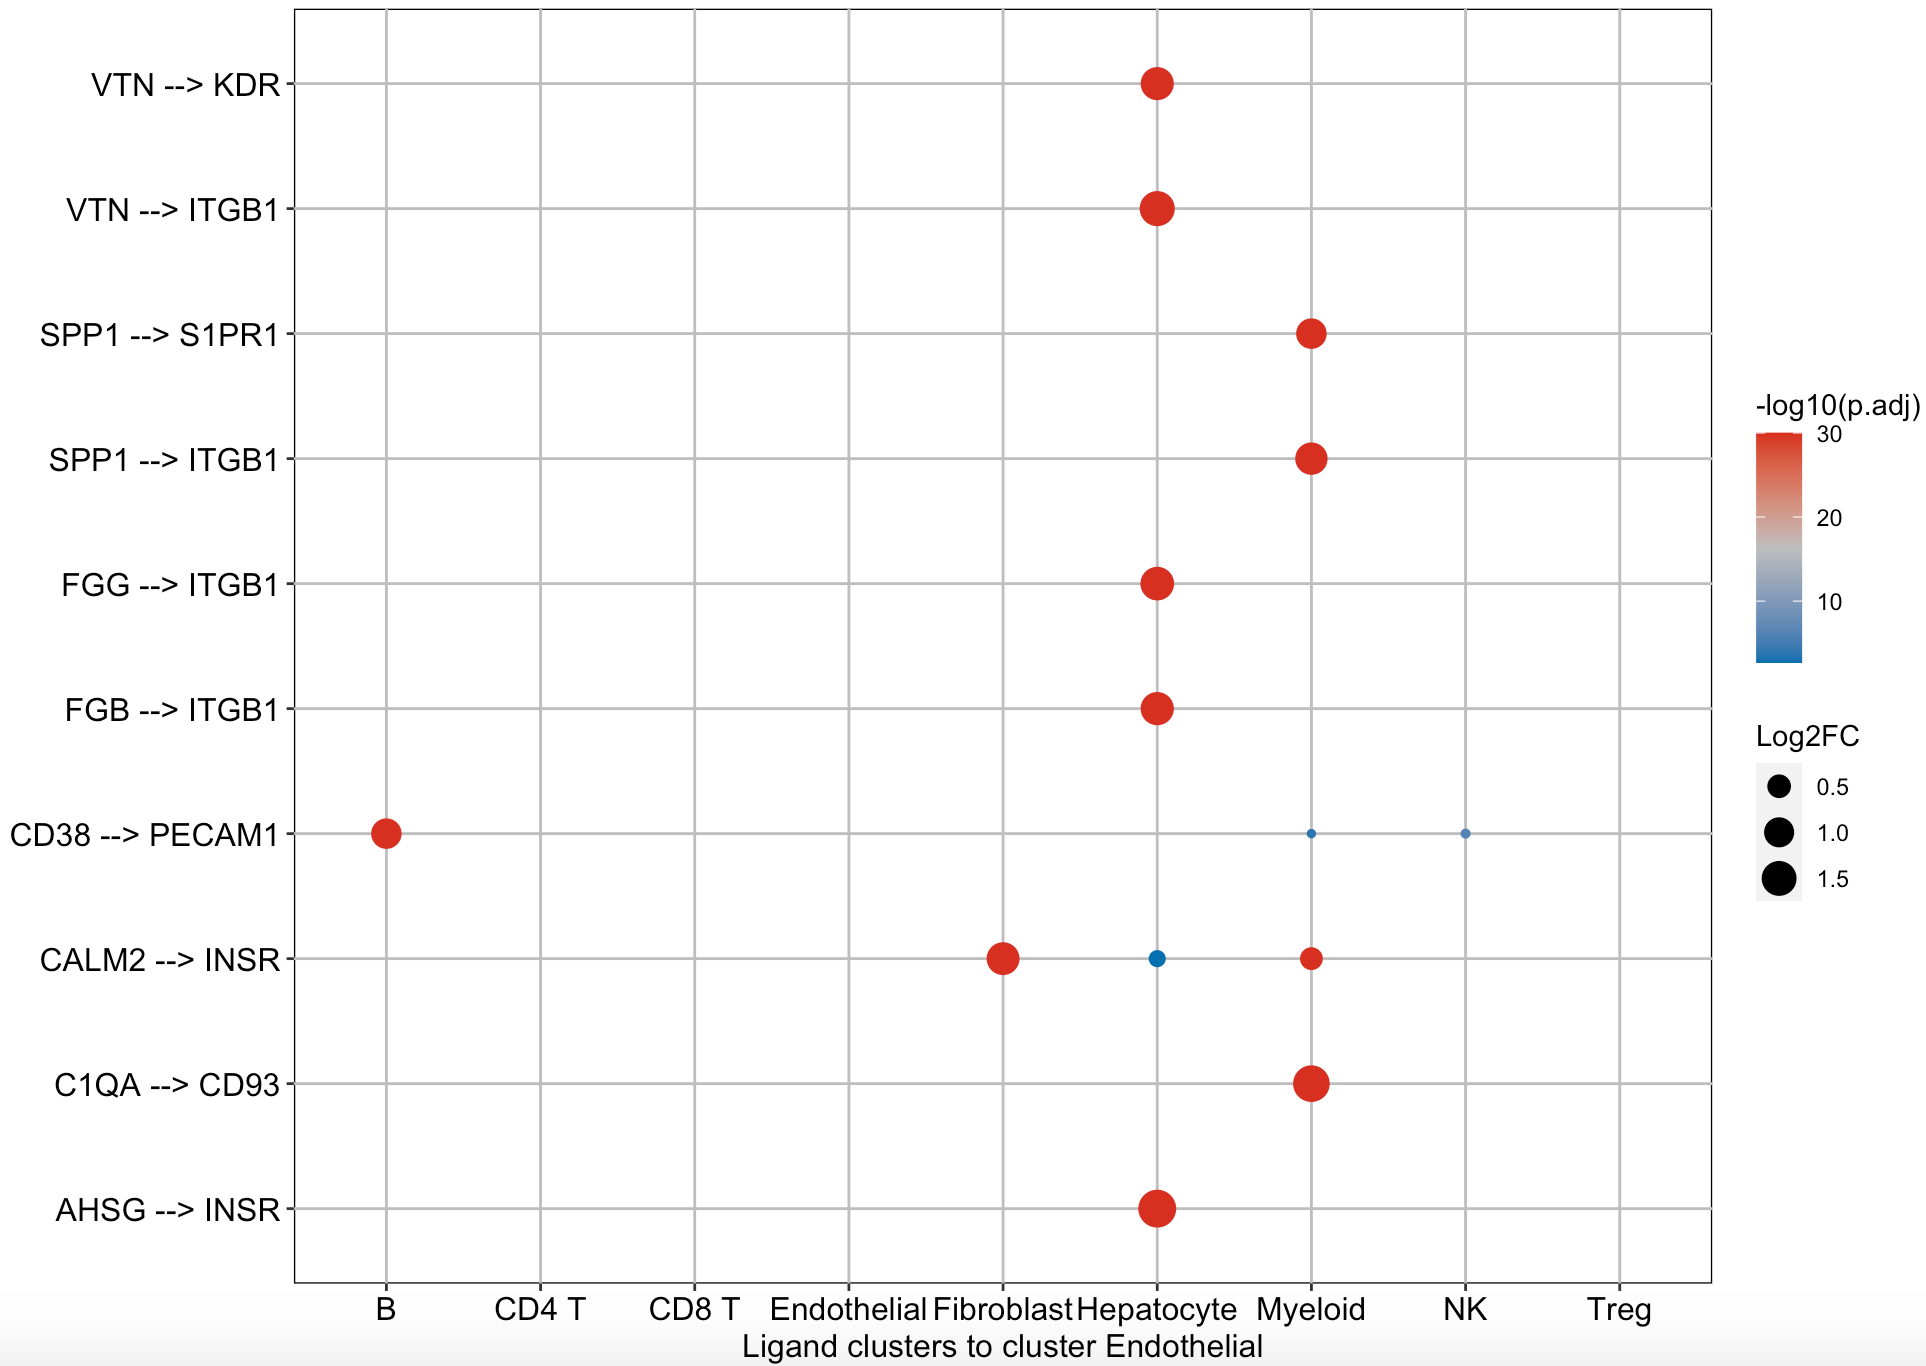 VTN --> KDR
VTN --> ITGB1
SPP1 --> S1PR1
SPP1 --> ITGB1
FGG --> ITGB1
FGB --> ITGB1
CD38 --> PECAM1
CALM2 --> INSR
C1QA --> CD93
AHSG --> INSR
B CD4 T CD8 T Endothelial Fibroblast Hepatocyte Myeloid NK Treg
Ligand clusters to cluster Endothelial
-log10(p.adj)
30
20
10
Log2FC
0.5
1.0
1.5